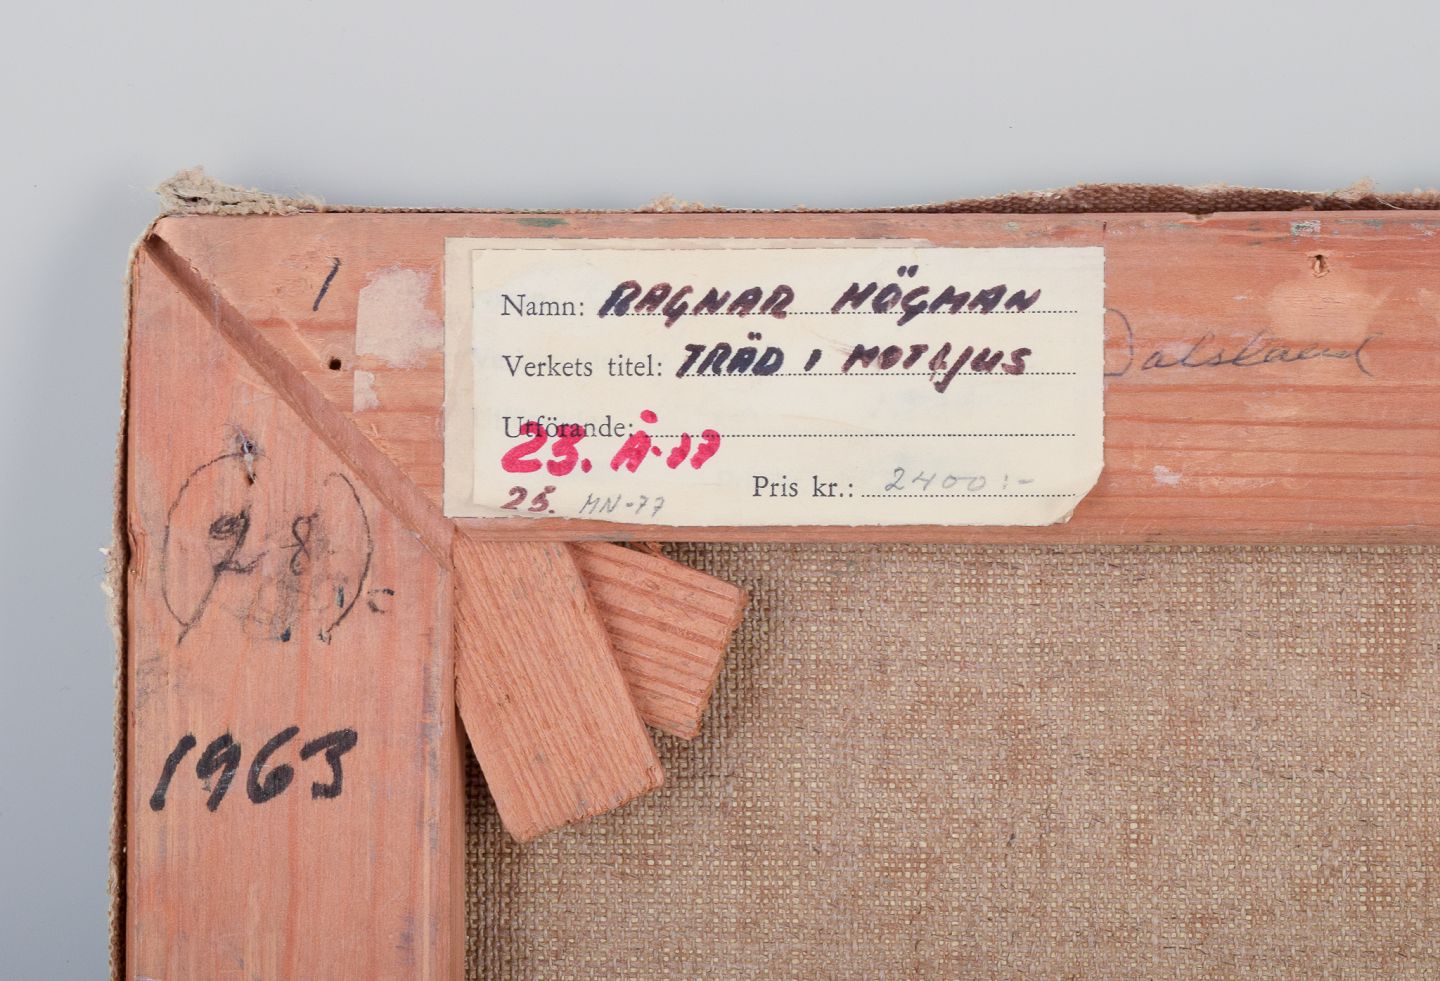 1
Namn: RAGNAR HÖGMAN
Verkets titel: TRÄD I MOTLJUS
Dalsland
Utförande:
25. Å-77
Pris kr.: 2400:-
25. MN-77
(28)
1963